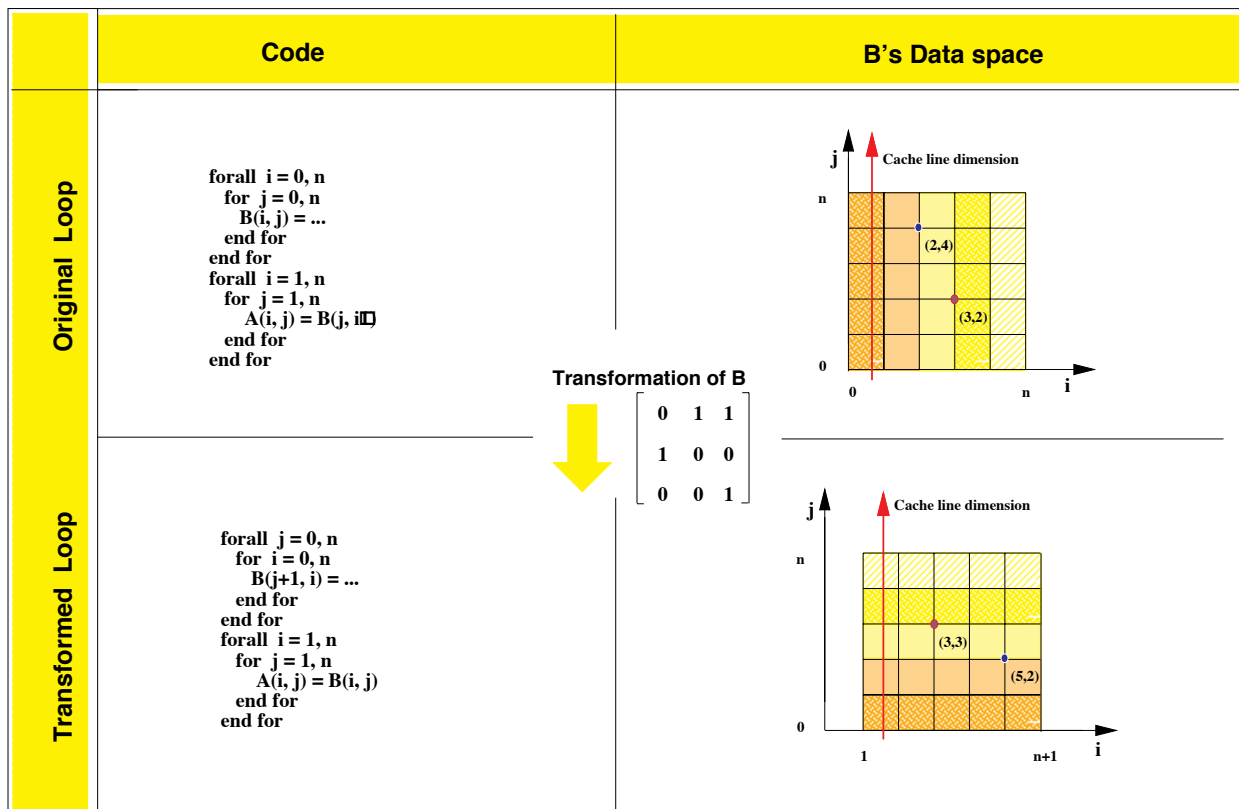 Code
B's Data space
Original Loop
forall i = 0, n
for j = 0, n
B(i, j) = ...
end for
end for
forall i = 1, n
for j = 1, n
A(i, j) = B(j, i
end for
end for
j
Cache line dimension
n
(2,4)
(3,2)
0
0
n
i
Transformation of B
0 1 1
1 0 0
0 0 1
Transformed Loop
forall j = 0, n
for i = 0, n
B(j+1, i) = ...
end for
end for
forall i = 1, n
for j = 1, n
A(i, j) = B(i, j)
end for
end for
j
Cache line dimension
n
(3,3)
(5,2)
0
1
n+1
i